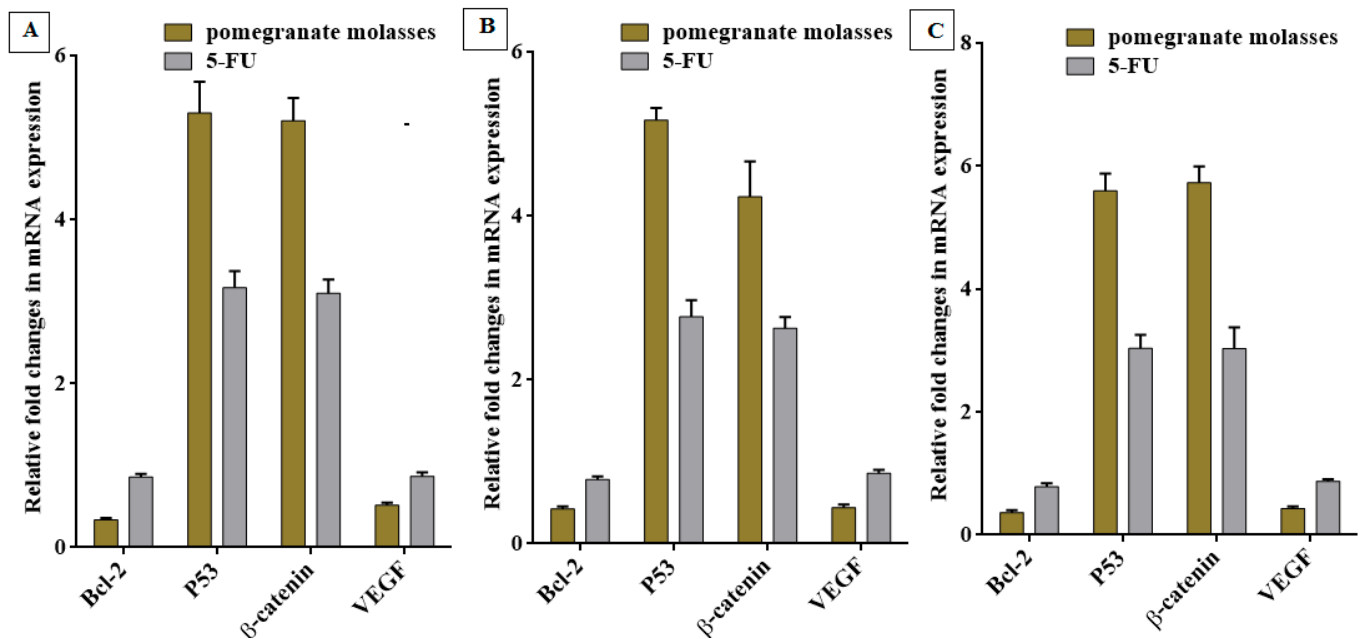 A
pomegranate molasses
5-FU
Relative fold changes in mRNA expression
6
4
2
0
Bcl-2
P53
β-catenin
VEGF
B
pomegranate molasses
5-FU
Relative fold changes in mRNA expression
6
4
2
0
Bcl-2
P53
β-catenin
VEGF
C
pomegranate molasses
5-FU
Relative fold changes in mRNA expression
8
6
4
2
0
Bcl-2
P53
β-catenin
VEGF